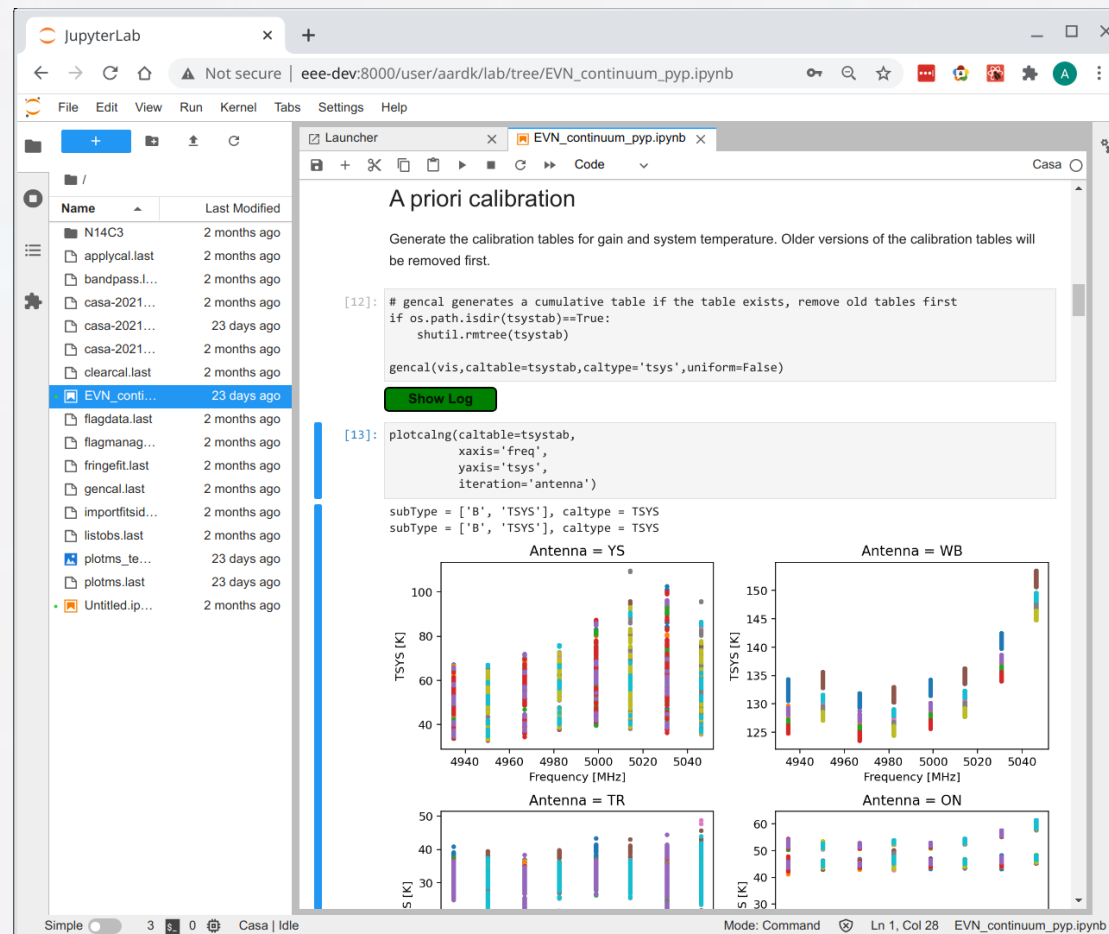 JupyterLab
Not secure | eee-dev:8000/user/aardk/lab/tree/EVN_continuum_pyp.ipynb
A
File Edit View Run Kernel Tabs Settings Help
Launcher
EVN_continuum_pyp.ipynb
Code
Casa
/
Name Last Modified
N14C3 2 months ago
applycal.last 2 months ago
bandpass.l… 2 months ago
casa-2021… 2 months ago
casa-2021… 23 days ago
casa-2021… 2 months ago
clearcal.last 2 months ago
EVN_conti… 23 days ago
flagdata.last 2 months ago
flagmanag… 2 months ago
fringefit.last 2 months ago
gencal.last 2 months ago
importfitsid… 2 months ago
listobs.last 2 months ago
plotms_te… 23 days ago
plotms.last 23 days ago
Untitled.ip… 2 months ago
A priori calibration
Generate the calibration tables for gain and system temperature. Older versions of the calibration tables will
be removed first.
[12]: # gencal generates a cumulative table if the table exists, remove old tables first
if os.path.isdir(tsystab)==True:
    shutil.rmtree(tsystab)
gencal(vis,caltable=tsystab,caltype='tsys',uniform=False)
Show Log
[13]: plotcalng(caltable=tsystab,
          xaxis='freq',
          yaxis='tsys',
          iteration='antenna')
subType = ['B', 'TSYS'], caltype = TSYS
subType = ['B', 'TSYS'], caltype = TSYS
Antenna = YS
100
80
60
40
TSYS [K]
4940 4960 4980 5000 5020 5040
Frequency [MHz]
Antenna = WB
150
145
140
135
130
125
TSYS [K]
4940 4960 4980 5000 5020 5040
Frequency [MHz]
Antenna = TR
50
40
30
S [K]
Antenna = ON
60
50
40
30
S [K]
Simple 3 $_ 0 Casa | Idle Mode: Command Ln 1, Col 28 EVN_continuum_pyp.ipynb